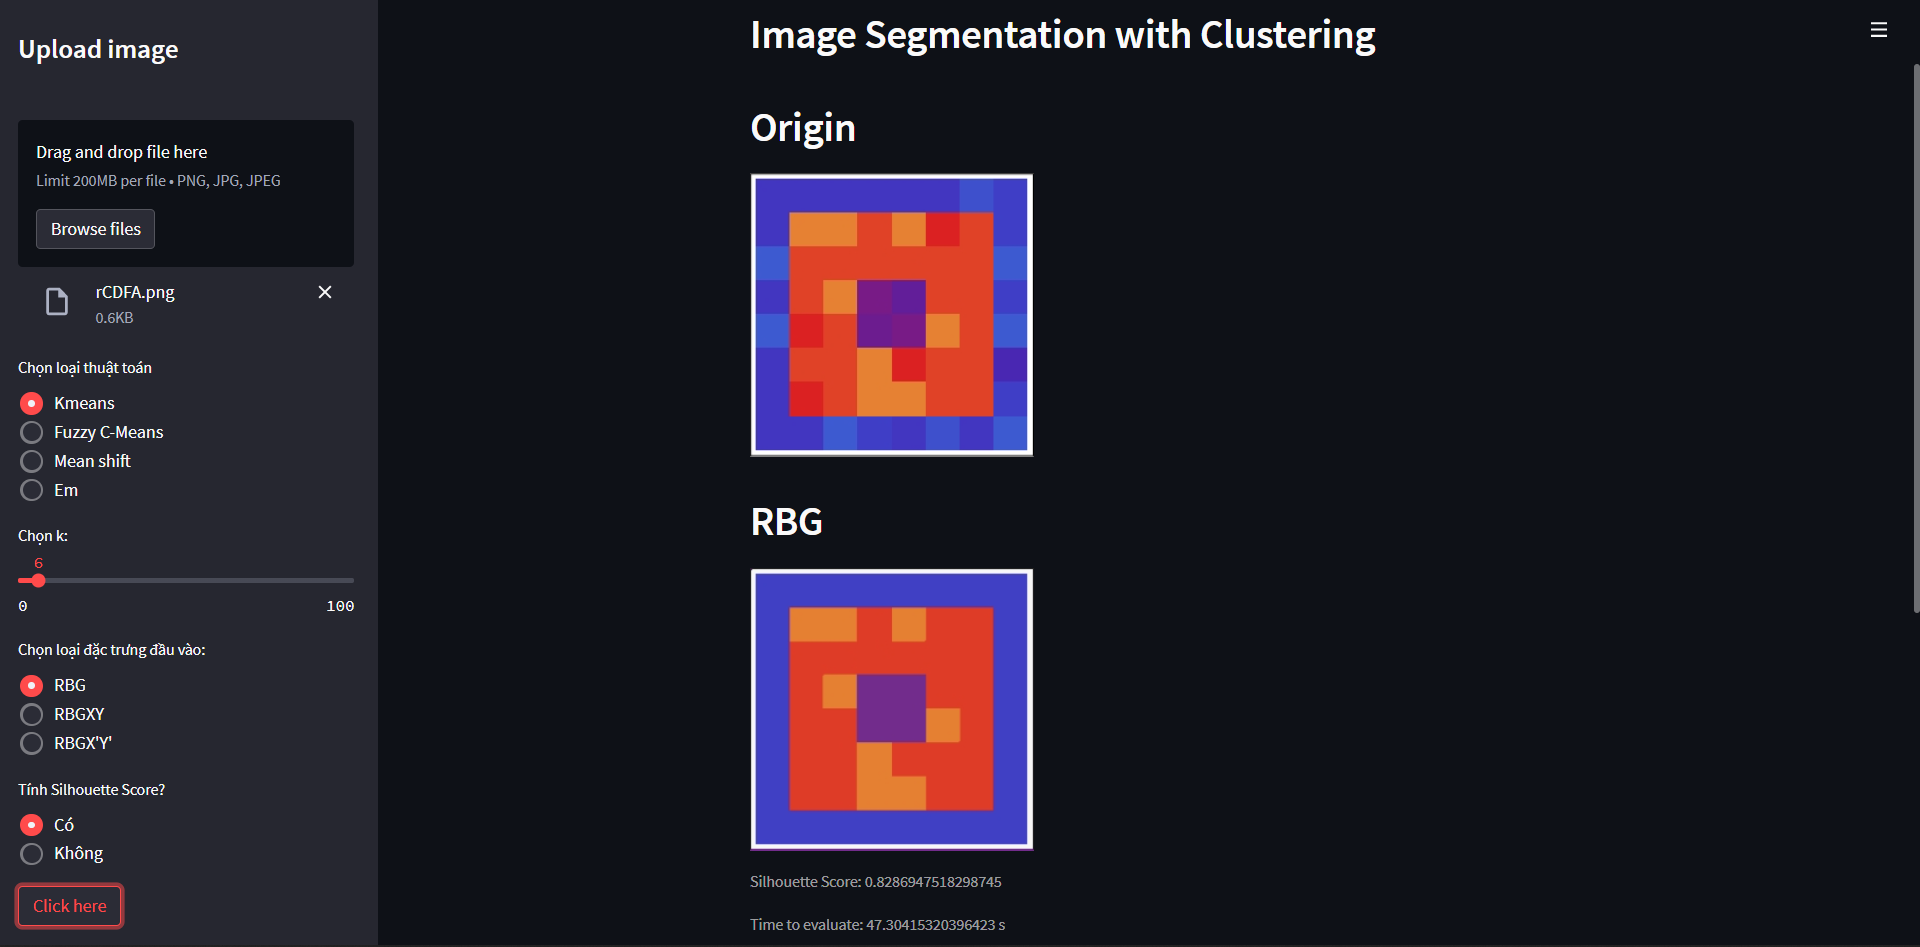 Upload image
Drag and drop file here
Limit 200MB per file • PNG, JPG, JPEG
Browse files
rCDFA.png
0.6KB
Chọn loại thuật toán
Kmeans
Fuzzy C-Means
Mean shift
Em
Chọn k:
6
0 100
Chọn loại đặc trưng đầu vào:
RBG
RBGXY
RBGX'Y'
Tính Silhouette Score?
Có
Không
Click here
Image Segmentation with Clustering
Origin
RBG
Silhouette Score: 0.8286947518298745
Time to evaluate: 47.30415320396423 s